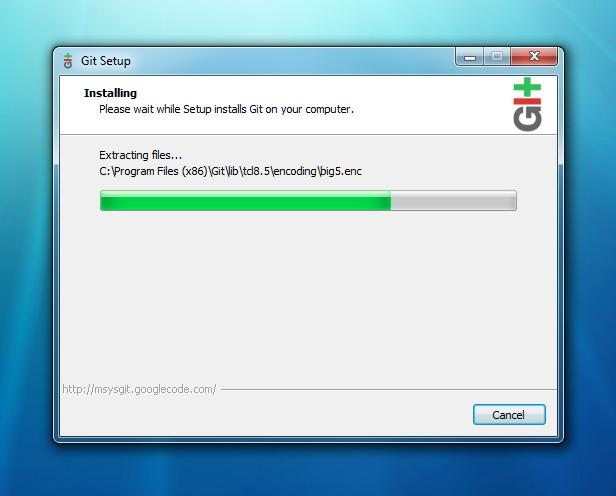 Git Setup
Installing
Please wait while Setup installs Git on your computer.
Git
Extracting files...
C:\Program Files (x86)\Git\lib\tcl8.5\encoding\big5.enc
http://msysgit.googlecode.com/
Cancel